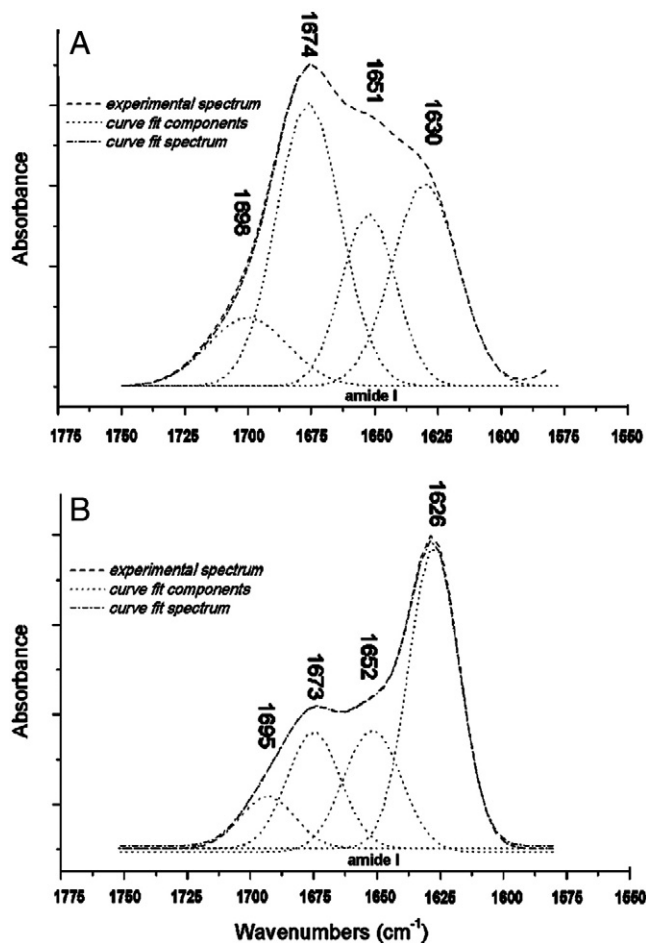 A
1674
1651
1630
1698
experimental spectrum
curve fit components
curve fit spectrum
Absorbance
amide I
1775 1750 1725 1700 1675 1650 1625 1600 1575 1550
B
1626
1673
1652
1695
experimental spectrum
curve fit components
curve fit spectrum
Absorbance
amide I
1775 1750 1725 1700 1675 1650 1625 1600 1575 1550
Wavenumbers (cm⁻¹)